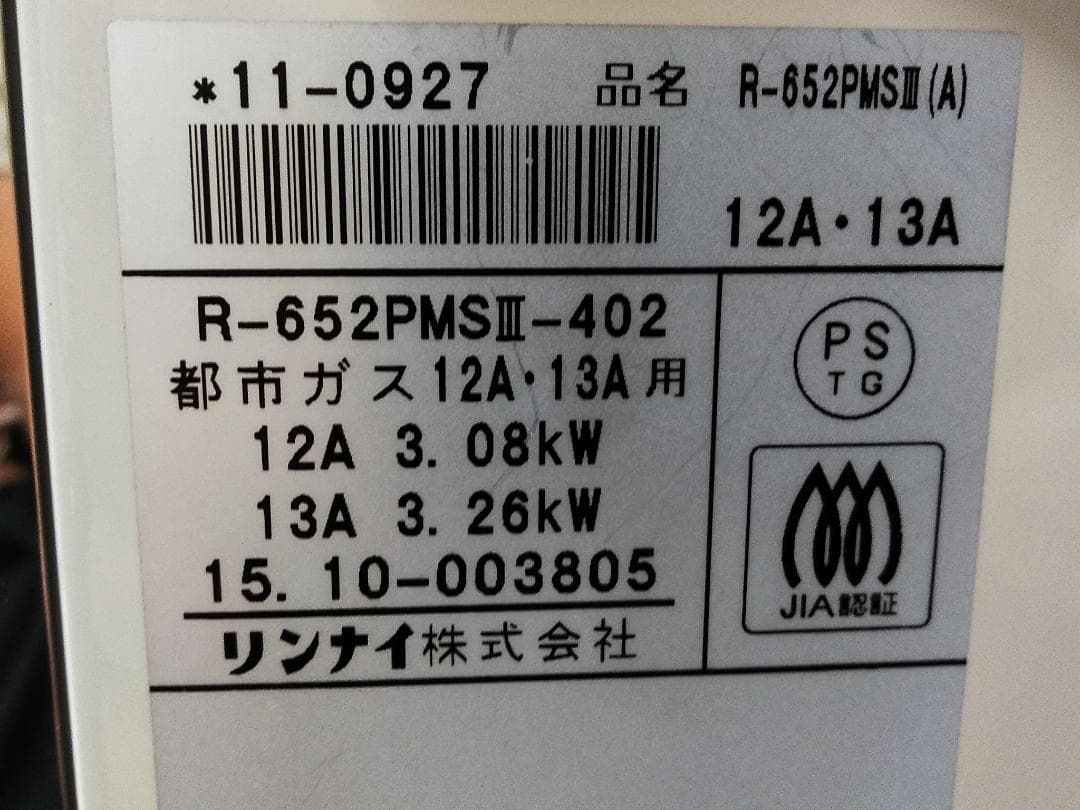 *11-0927 品名 R-652PMSⅢ(A)
12A・13A
R-652PMSⅢ-402
都市ガス12A・13A用
12A 3.08kW
13A 3.26kW
15.10-003805
リンナイ株式会社
PS
TG
JIA認証